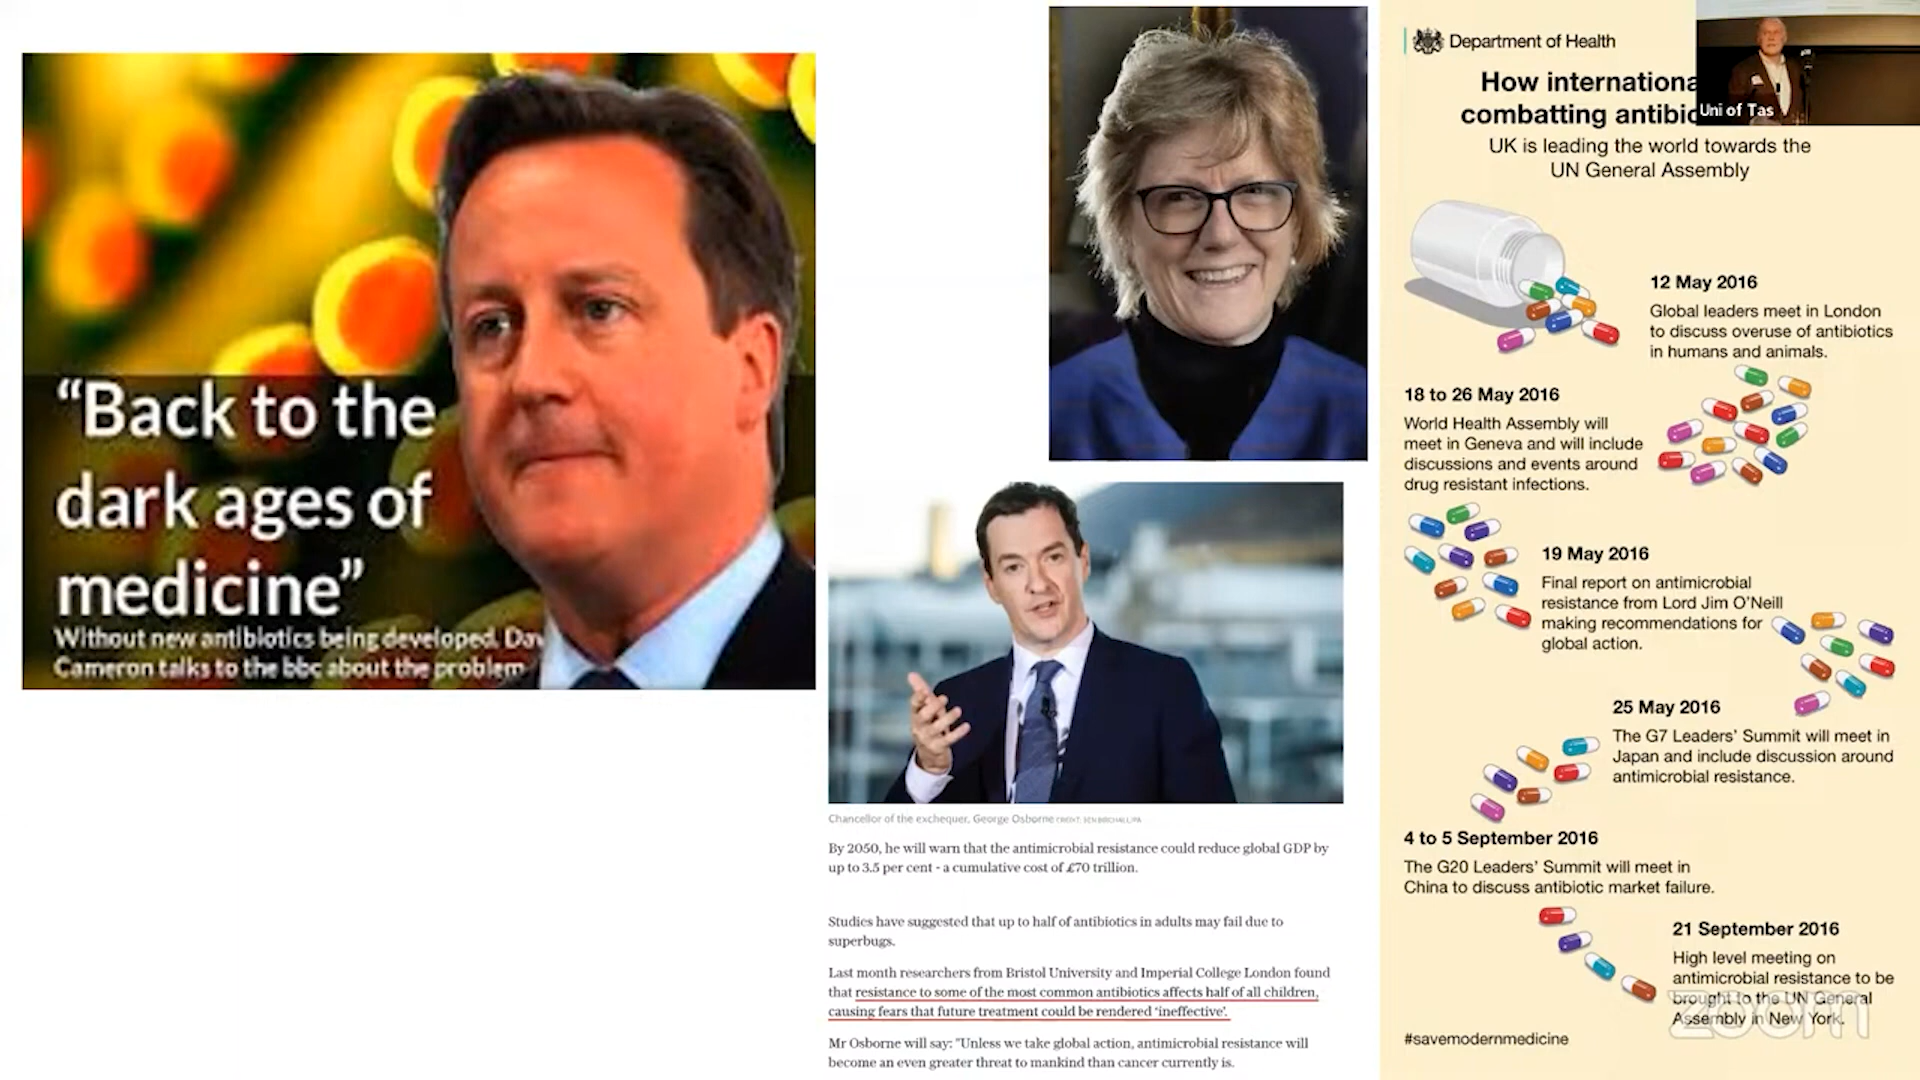 “Back to the
dark ages of
medicine”
Without new antibiotics being developed. Dav
Cameron talks to the bbc about the problem
Chancellor of the exchequer, George Osborne
By 2050, he will warn that the antimicrobial resistance could reduce global GDP by
up to 3.5 per cent - a cumulative cost of £70 trillion.
Studies have suggested that up to half of antibiotics in adults may fail due to
superbugs.
Last month researchers from Bristol University and Imperial College London found
that resistance to some of the most common antibiotics affects half of all children,
causing fears that future treatment could be rendered ‘ineffective’.
Mr Osborne will say: "Unless we take global action, antimicrobial resistance will
become an even greater threat to mankind than cancer currently is.
Department of Health
How internationa
combatting antibio
Uni of Tas
UK is leading the world towards the
UN General Assembly
12 May 2016
Global leaders meet in London
to discuss overuse of antibiotics
in humans and animals.
18 to 26 May 2016
World Health Assembly will
meet in Geneva and will include
discussions and events around
drug resistant infections.
19 May 2016
Final report on antimicrobial
resistance from Lord Jim O’Neill
making recommendations for
global action.
25 May 2016
The G7 Leaders’ Summit will meet in
Japan and include discussion around
antimicrobial resistance.
4 to 5 September 2016
The G20 Leaders’ Summit will meet in
China to discuss antibiotic market failure.
21 September 2016
High level meeting on
antimicrobial resistance to be
brought to the UN General
Assembly in New York.
#savemodernmedicine
zoom